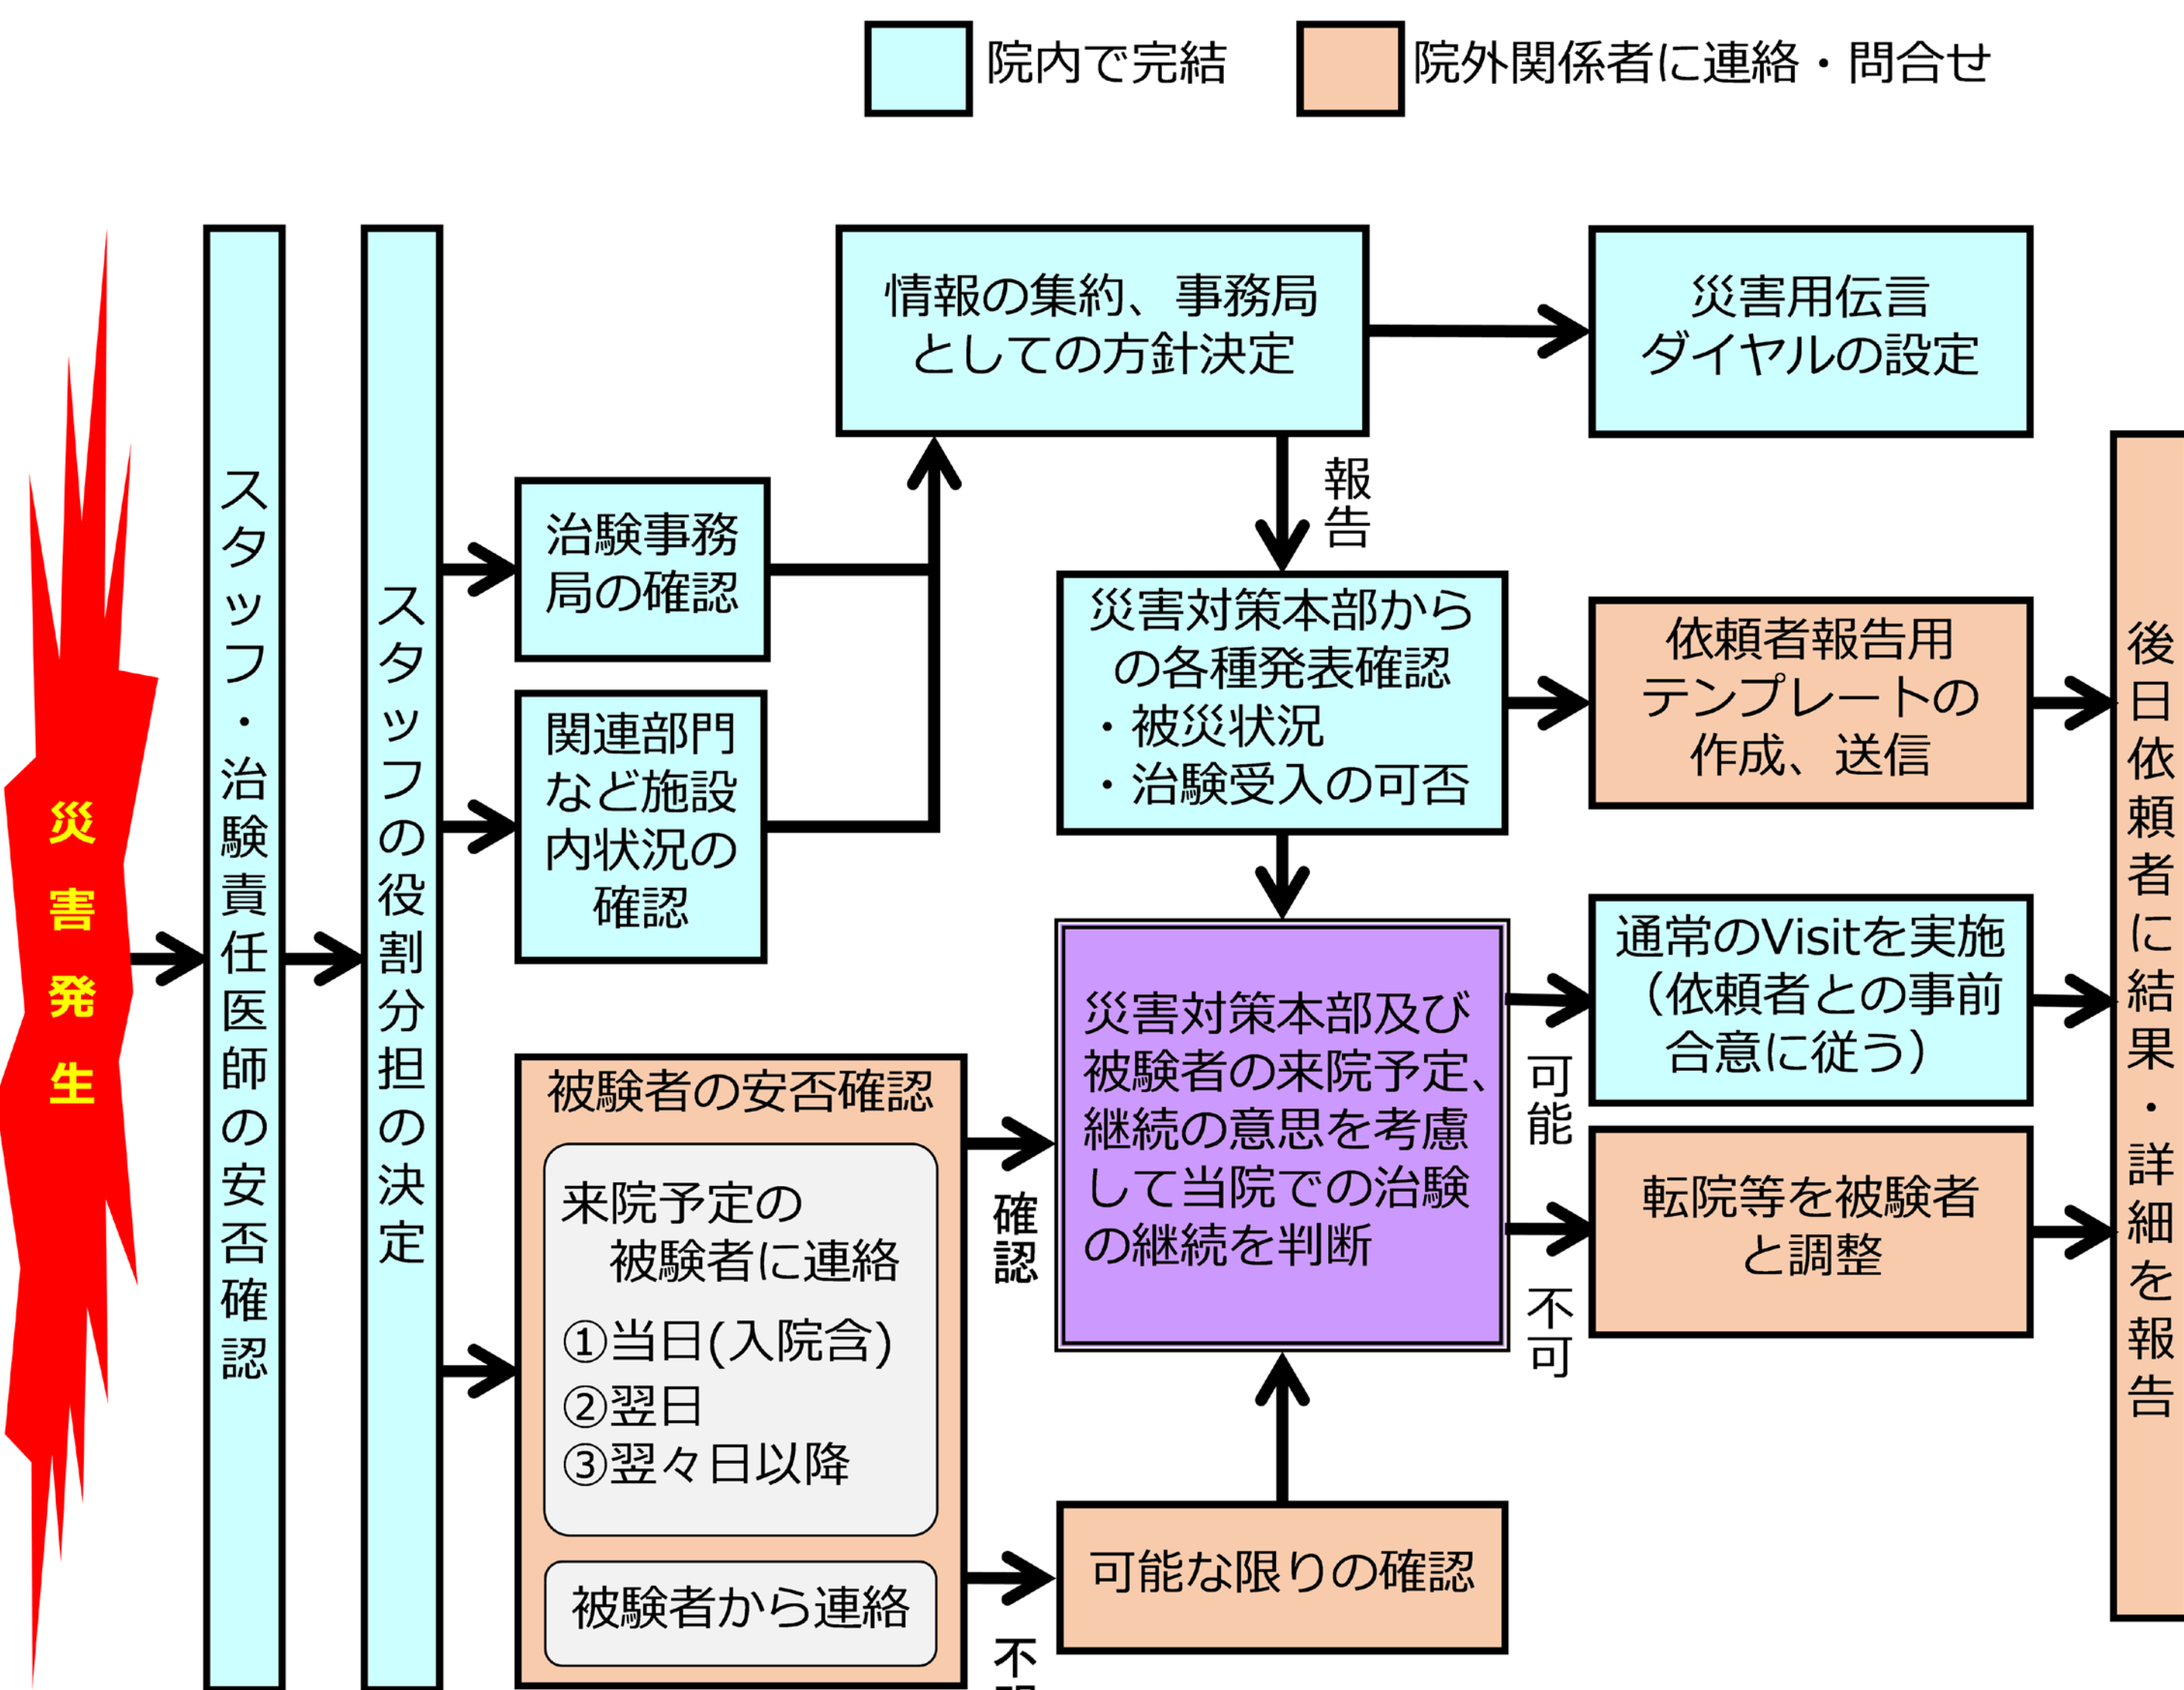 院内で完結
院外関係者に連絡・問合せ
災害発生
スタッフ・治験責任医師の安否確認
スタッフの役割分担の決定
治験事務
局の確認
関連部門
など施設
内状況の
確認
情報の集約、事務局
としての方針決定
災害用伝言
ダイヤルの設定
報告
災害対策本部から
の各種発表確認
・被災状況
・治験受入の可否
依頼者報告用
テンプレートの
作成、送信
被験者の安否確認
来院予定の
被験者に連絡
①当日(入院含)
②翌日
③翌々日以降
被験者から連絡
確認
不
災害対策本部及び
被験者の来院予定、
継続の意思を考慮
して当院での治験
の継続を判断
可能な限りの確認
可能
不可
通常のVisitを実施
（依頼者との事前
合意に従う）
転院等を被験者
と調整
後日依頼者に結果・詳細を報告